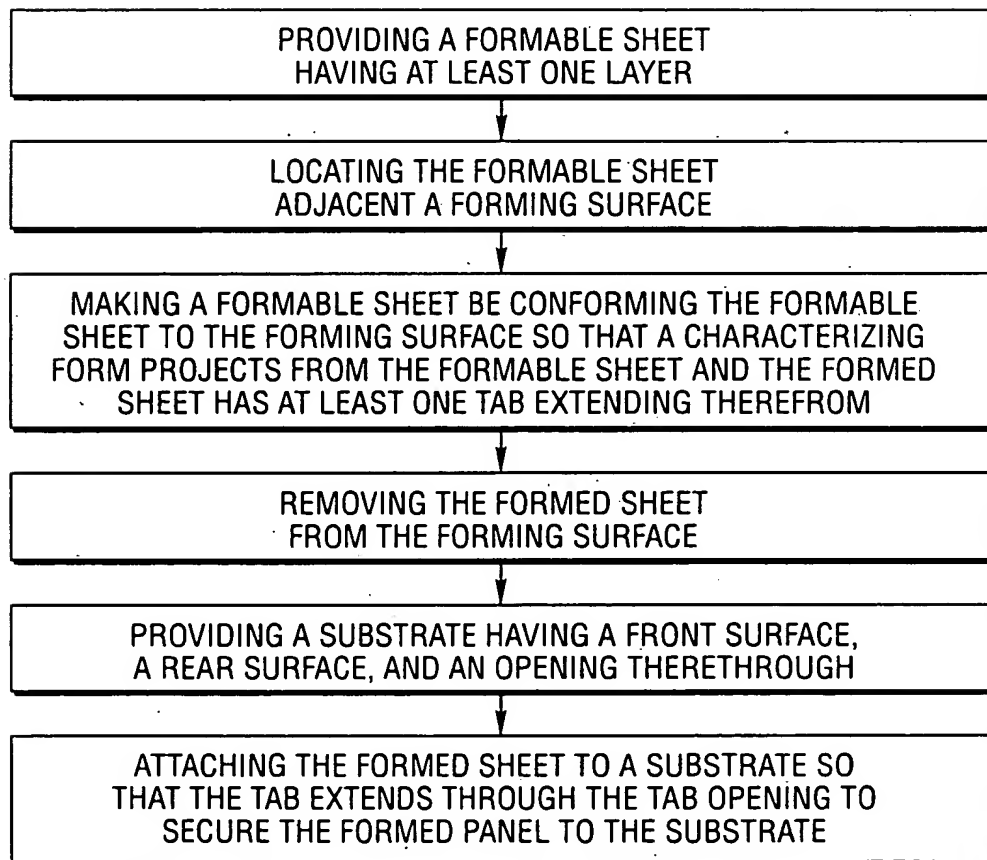 PROVIDING A FORMABLE SHEET
HAVING AT LEAST ONE LAYER
LOCATING THE FORMABLE SHEET
ADJACENT A FORMING SURFACE
MAKING A FORMABLE SHEET BE CONFORMING THE FORMABLE
SHEET TO THE FORMING SURFACE SO THAT A CHARACTERIZING
FORM PROJECTS FROM THE FORMABLE SHEET AND THE FORMED
SHEET HAS AT LEAST ONE TAB EXTENDING THEREFROM
REMOVING THE FORMED SHEET
FROM THE FORMING SURFACE
PROVIDING A SUBSTRATE HAVING A FRONT SURFACE,
A REAR SURFACE, AND AN OPENING THERETHROUGH
ATTACHING THE FORMED SHEET TO A SUBSTRATE SO
THAT THE TAB EXTENDS THROUGH THE TAB OPENING TO
SECURE THE FORMED PANEL TO THE SUBSTRATE